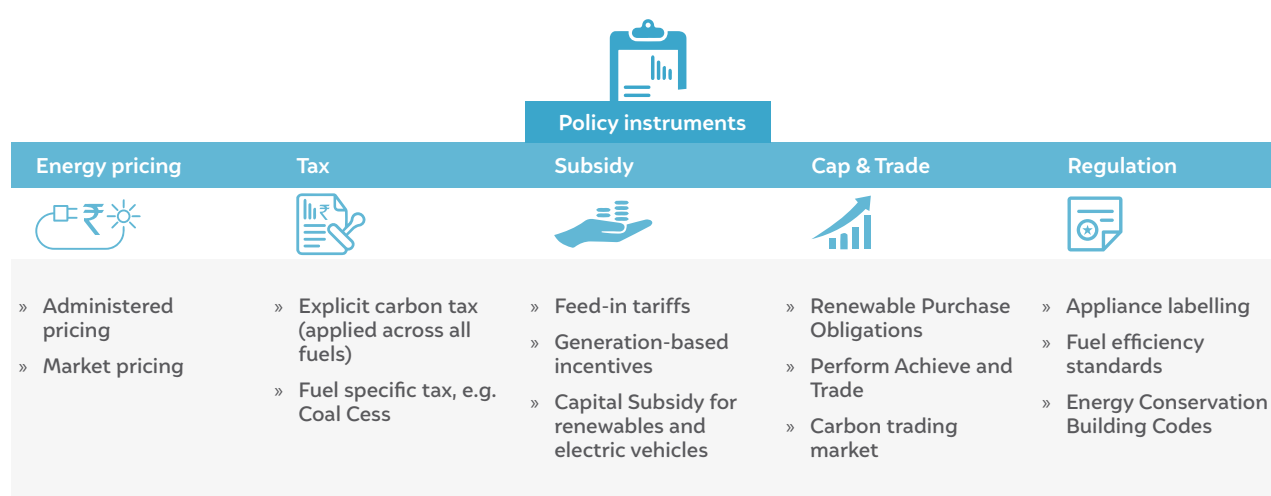 Policy instruments
Energy pricing
Tax
Subsidy
Cap & Trade
Regulation
» Administered
pricing
» Market pricing
» Explicit carbon tax
(applied across all
fuels)
» Fuel specific tax, e.g.
Coal Cess
» Feed-in tariffs
» Generation-based
incentives
» Capital Subsidy for
renewables and
electric vehicles
» Renewable Purchase
Obligations
» Perform Achieve and
Trade
» Carbon trading
market
» Appliance labelling
» Fuel efficiency
standards
» Energy Conservation
Building Codes